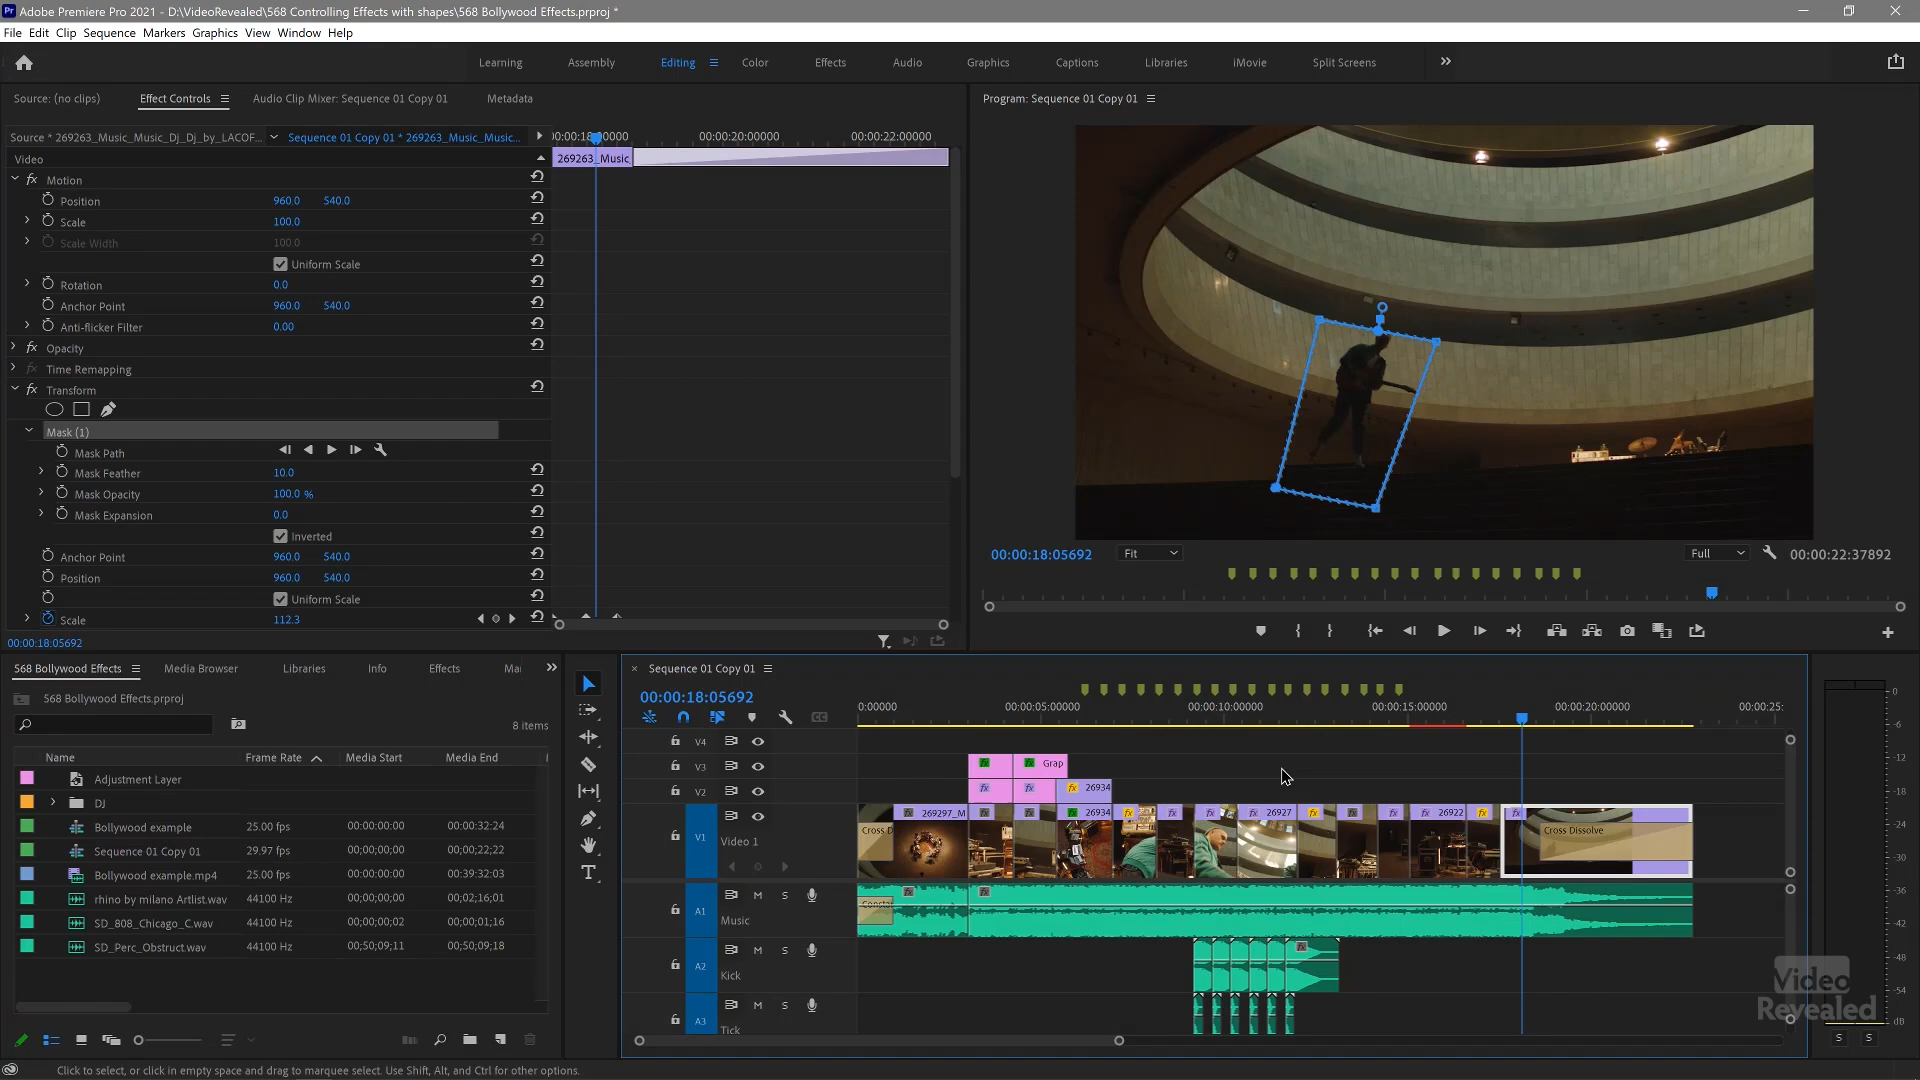 Adobe Premiere Pro 2021 - D:\VideoRevealed\568 Controlling Effects with shapes\568 Bollywood Effects.prproj *
File Edit Clip Sequence Markers Graphics View Window Help
Learning Assembly Editing Color Effects Audio Graphics Captions Libraries iMovie Split Screens
Source: (no clips) Effect Controls Audio Clip Mixer: Sequence 01 Copy 01 Metadata
Program: Sequence 01 Copy 01
Source * 269263_Music_Music_Dj_Dj_by_LACOF... Sequence 01 Copy 01 * 269263_Music_Music...
00:00:20:00000 00:00:22:00000
Video
269263_Music
Motion
Position 960.0 540.0
Scale 100.0
Scale Width 100.0
Uniform Scale
Rotation 0.0
Anchor Point 960.0 540.0
Anti-flicker Filter 0.00
Opacity
Time Remapping
Transform
Mask (1)
Mask Path
Mask Feather 10.0
Mask Opacity 100.0 %
Mask Expansion 0.0
Inverted
Anchor Point 960.0 540.0
Position 960.0 540.0
Uniform Scale
Scale 112.3
00:00:18:05692
00:00:18:05692 Fit Full 00:00:22:37892
568 Bollywood Effects Media Browser Libraries Info Effects Ma
568 Bollywood Effects.prproj
8 items
Name Frame Rate Media Start Media End
Adjustment Layer
DJ
Bollywood example 25.00 fps 00:00:00:00 00:00:32:24
Sequence 01 Copy 01 29.97 fps 00;00;00;00 00;00;22;22
Bollywood example.mp4 25.00 fps 00:00:00:00 00:39:32:03
rhino by milano Artlist.wav 44100 Hz 00;00;00;00 00;02;16;01
SD_808_Chicago_C.wav 44100 Hz 00;00;00;02 00;00;01;16
SD_Perc_Obstruct.wav 44100 Hz 00;50;09;11 00;50;09;18
Sequence 01 Copy 01
00:00:18:05692
0:00000 00:00:05:00000 00:00:10:00000 00:00:15:00000 00:00:20:00000 00:00:25:
V4
V3 Grap
V2 26934
V1 Video 1
Cross D 269297_M 26934 26927 26922 Cross Dissolve
A1 M S
Music
Consta
A2 M S
Kick
A3 M S
Tick
0
-6
-12
-18
-24
-30
-36
-42
-48
-54
dB
S S
Video
Revealed
Click to select, or click in empty space and drag to marquee select. Use Shift, Alt, and Ctrl for other options.